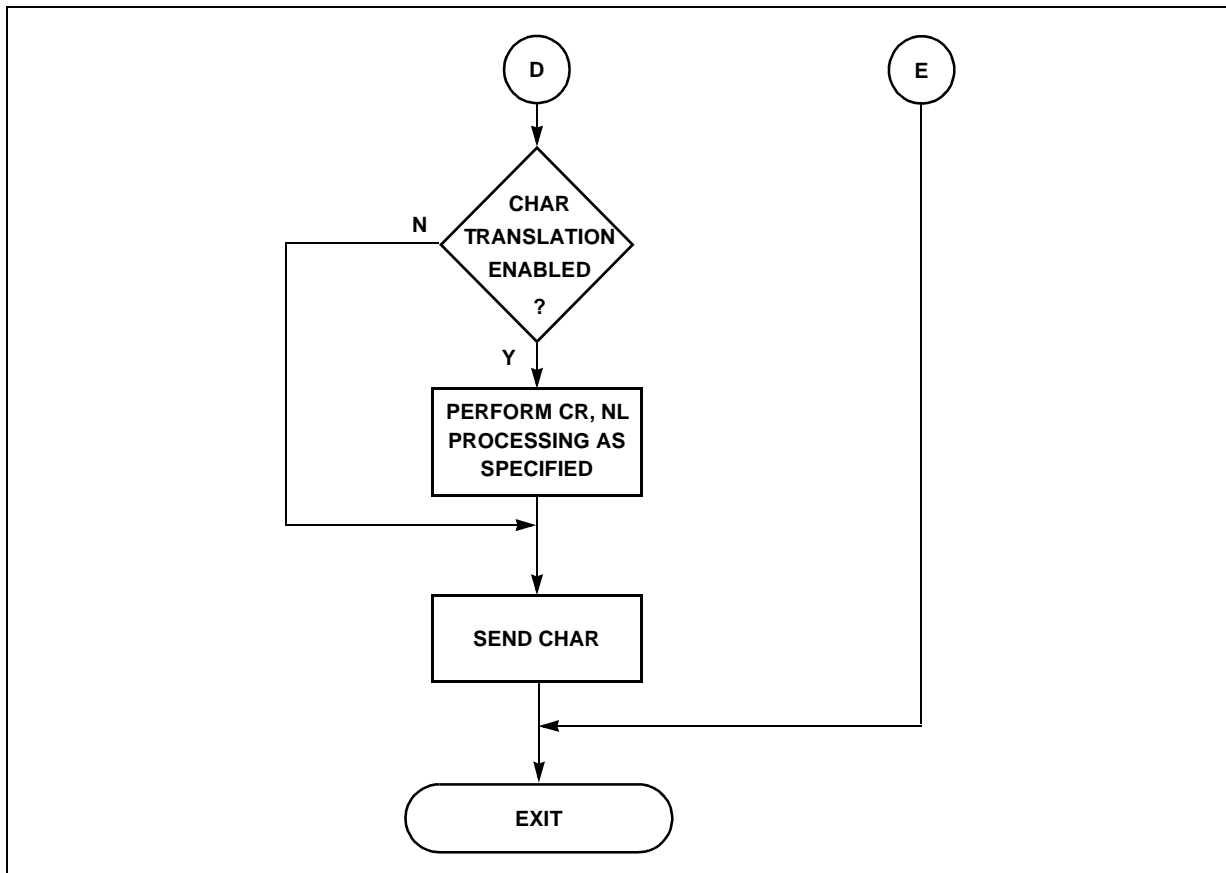 D
E
CHAR
TRANSLATION
ENABLED
?
N
Y
PERFORM CR, NL
PROCESSING AS
SPECIFIED
SEND CHAR
EXIT